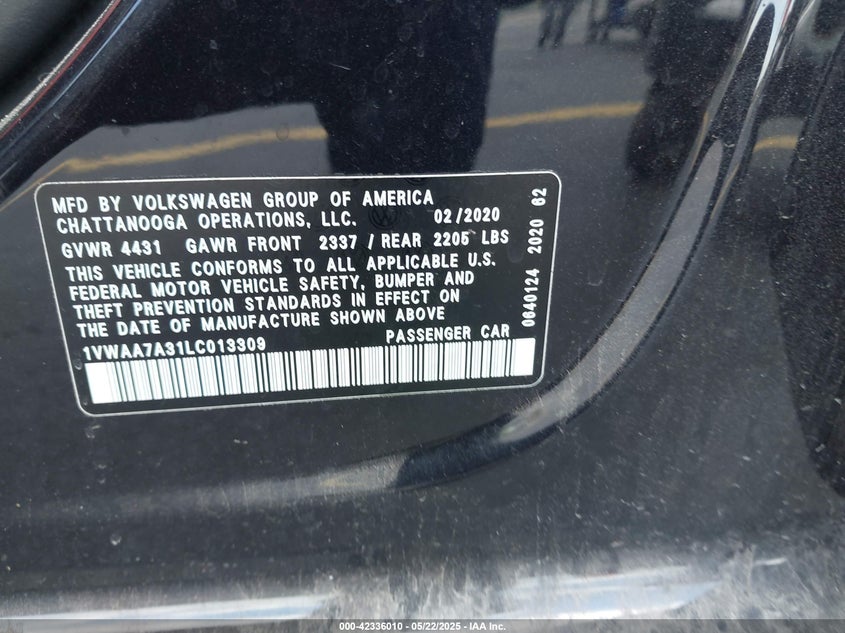 MFD BY VOLKSWAGEN GROUP OF AMERICA
CHATTANOOGA OPERATIONS, LLC. 02/2020
GVWR 4431 GAWR FRONT 2337 / REAR 2205 LBS
THIS VEHICLE CONFORMS TO ALL APPLICABLE U.S.
FEDERAL MOTOR VEHICLE SAFETY, BUMPER AND
THEFT PREVENTION STANDARDS IN EFFECT ON
THE DATE OF MANUFACTURE SHOWN ABOVE
1VWAA7A31LC013309 PASSENGER CAR
0640124 2020 62
000-42336010 - 05/22/2025 - IAA Inc.